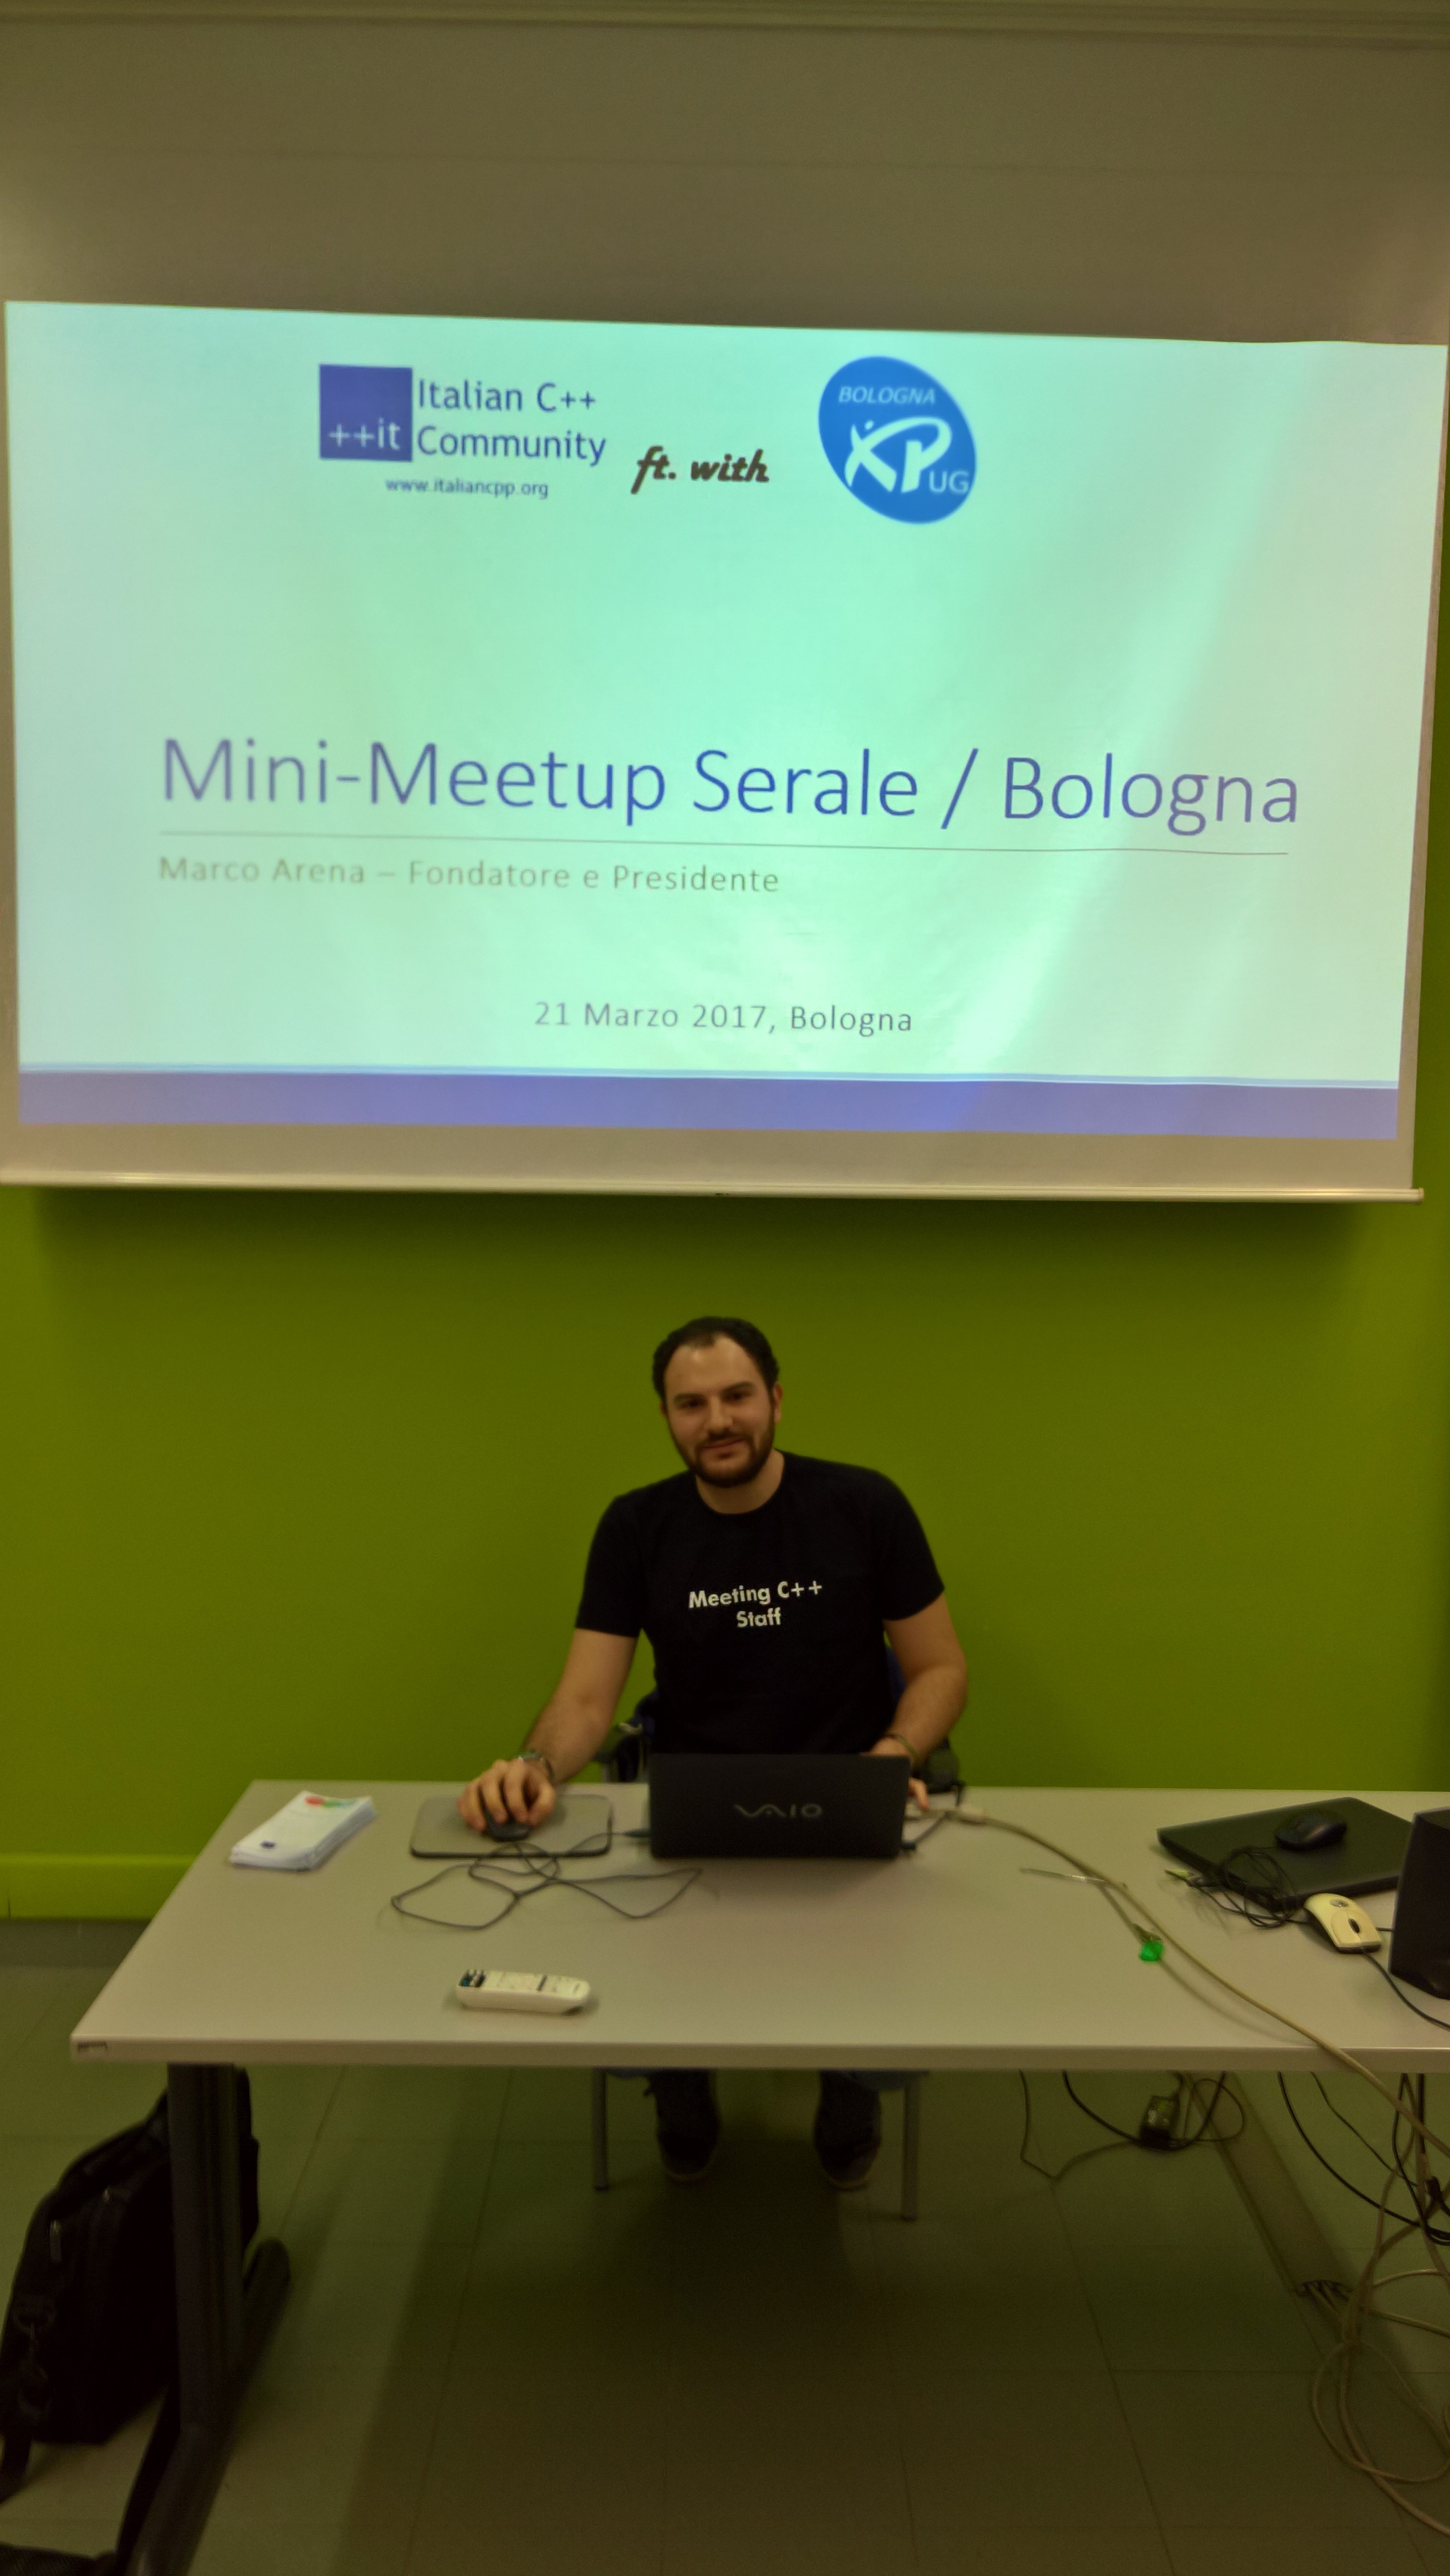 ++it
Italian C++
Community
www.italiancpp.org
ft. with
BOLOGNA
XP
UG
Mini-Meetup Serale / Bologna
Marco Arena – Fondatore e Presidente
21 Marzo 2017, Bologna
Meeting C++
Staff
VAIO